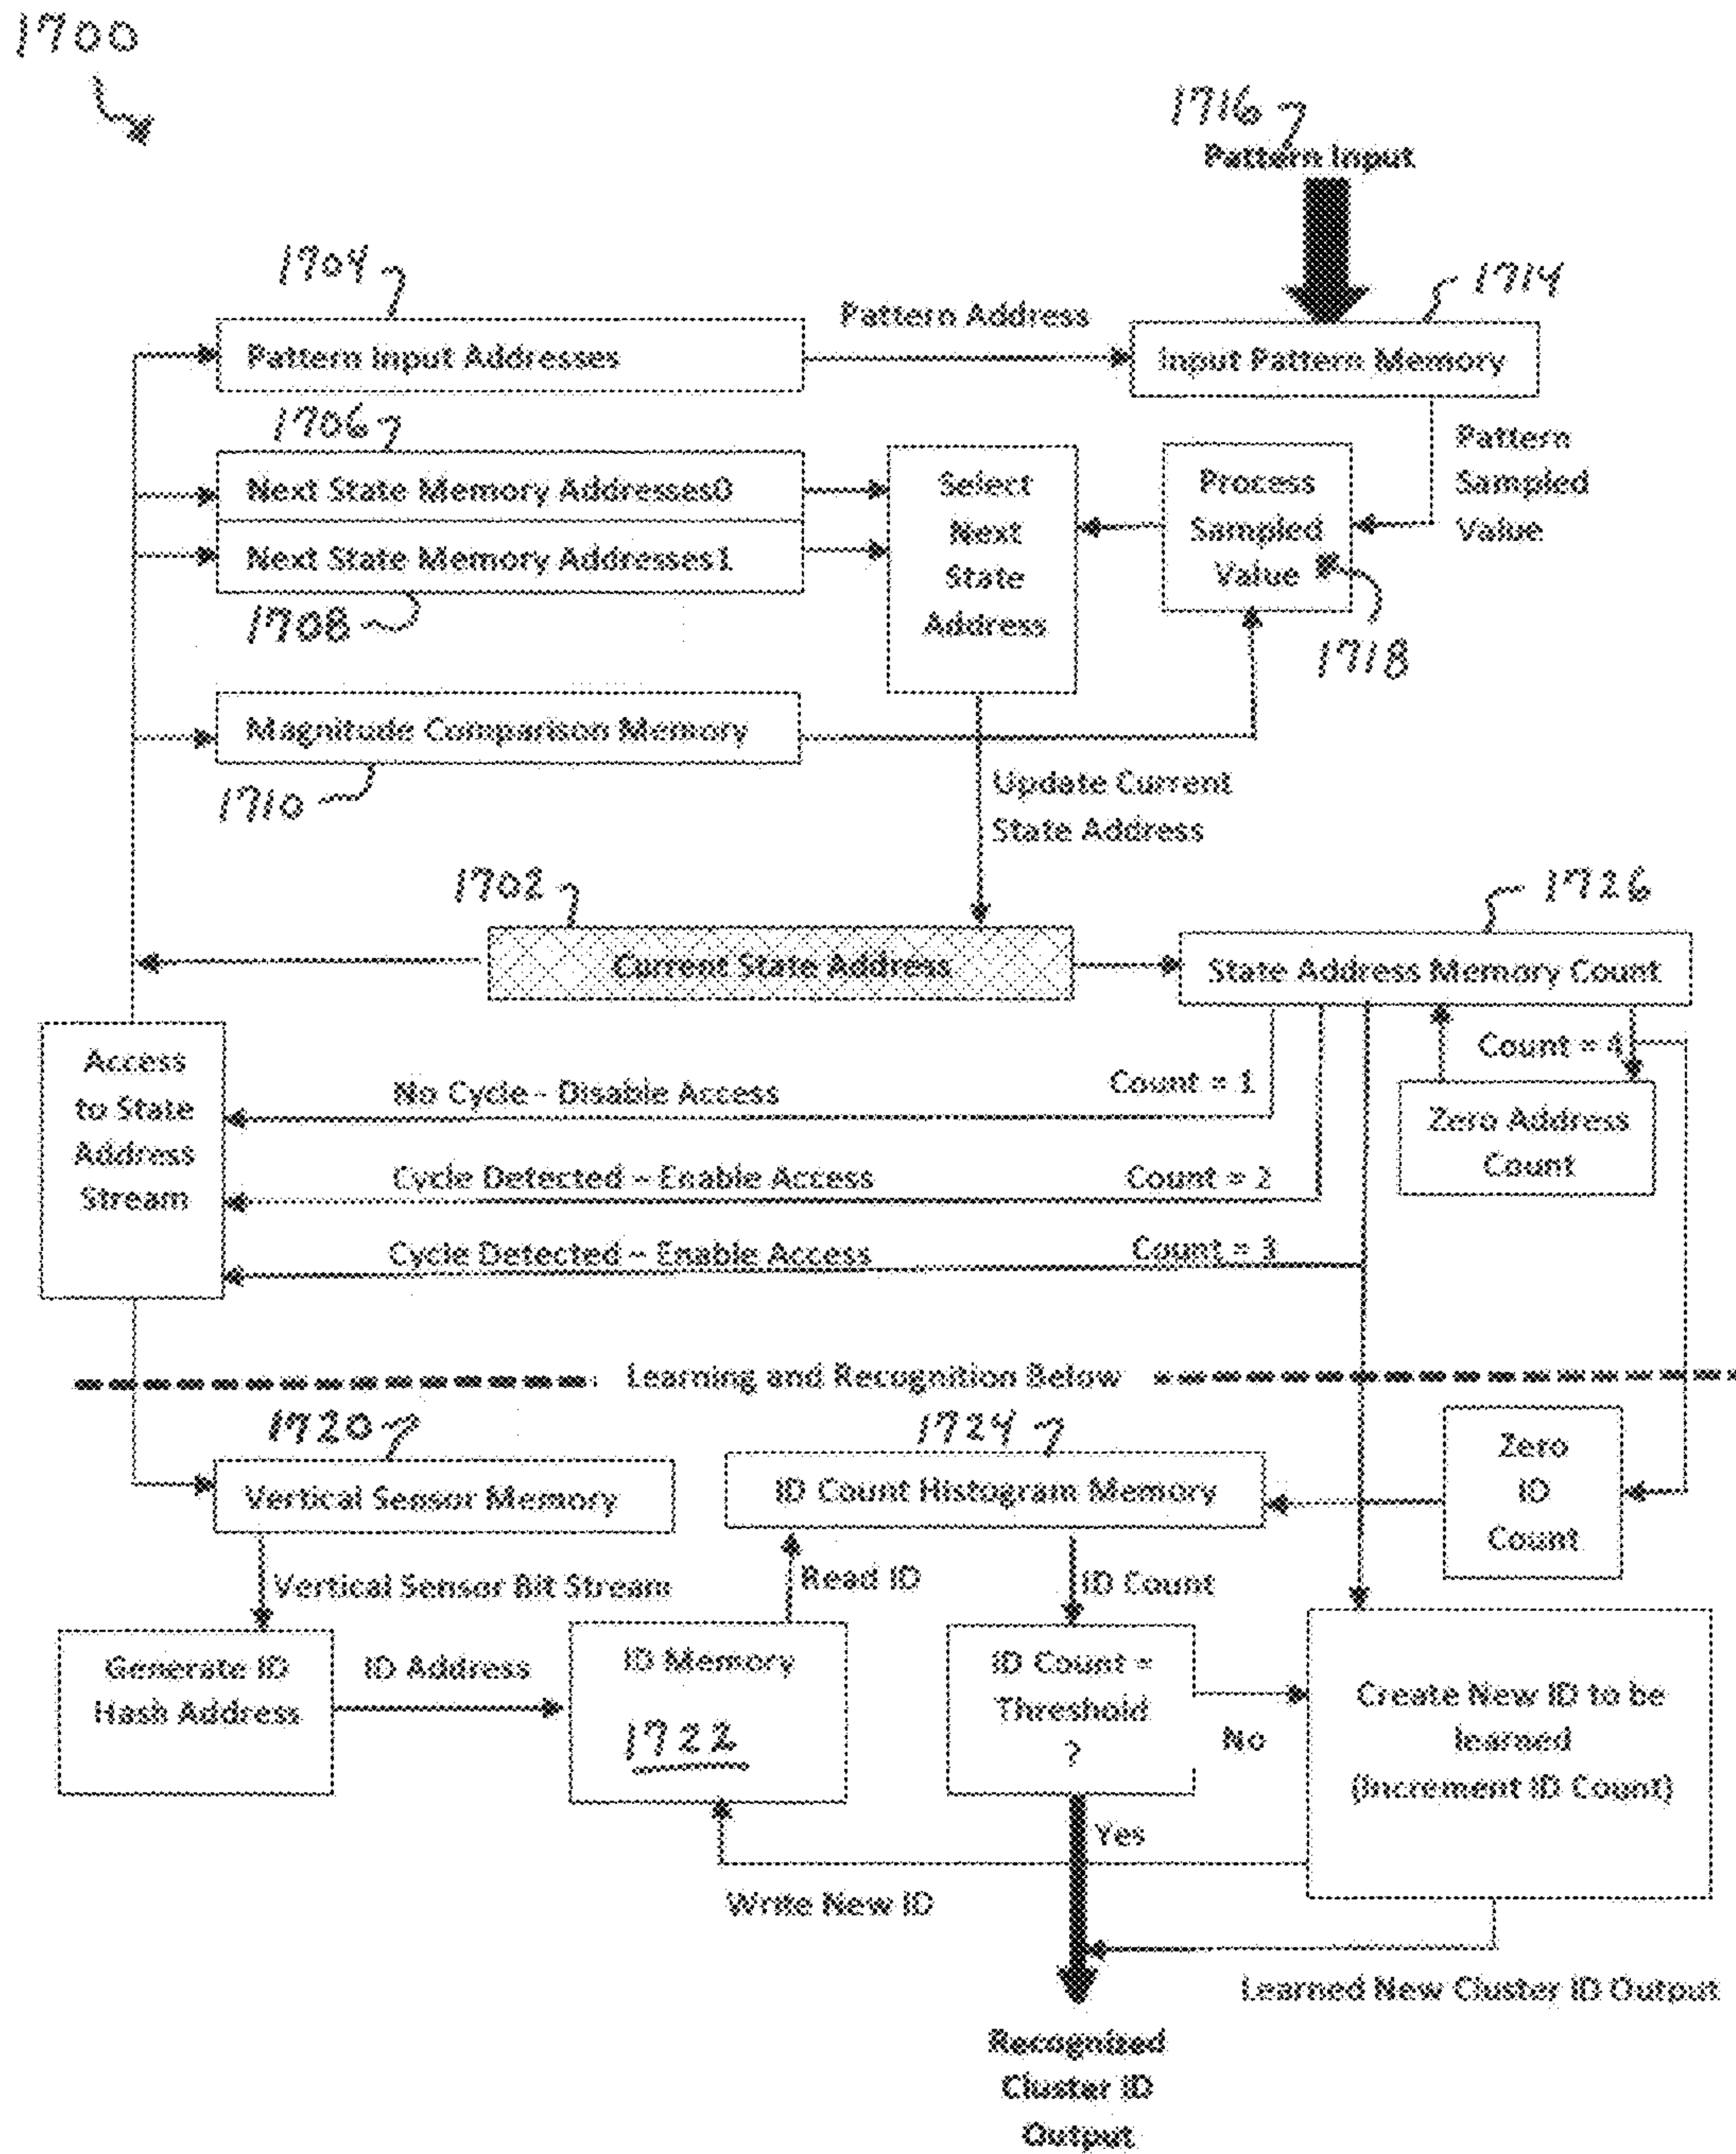 1700
1716
Pattern Input
1704
Pattern Address
1714
Pattern Input Addresses
Input Pattern Memory
1706
Pattern
Sampled
Value
Next State Memory Addresses0
Next State Memory Addresses1
Select
Next
State
Address
Process
Sampled
Value
1708
1718
Magnitude Comparison Memory
1710
Update Current
State Address
1702
1726
Current State Address
State Address Memory Count
Access
to State
Address
Stream
Count = 4
No Cycle - Disable Access
Count = 1
Zero Address
Count
Cycle Detected – Enable Access
Count = 2
Cycle Detected – Enable Access
Count = 3
Learning and Recognition Below
1720
1724
Zero
ID
Count
Vertical Sensor Memory
ID Count Histogram Memory
Vertical Sensor Bit Stream
Read ID
ID Count
Generate ID
Hash Address
ID Address
ID Memory
1722
ID Count =
Threshold
?
No
Create New ID to be
learned
(Increment ID Count)
Yes
Write New ID
Learned New Cluster ID Output
Recognized
Cluster ID
Output